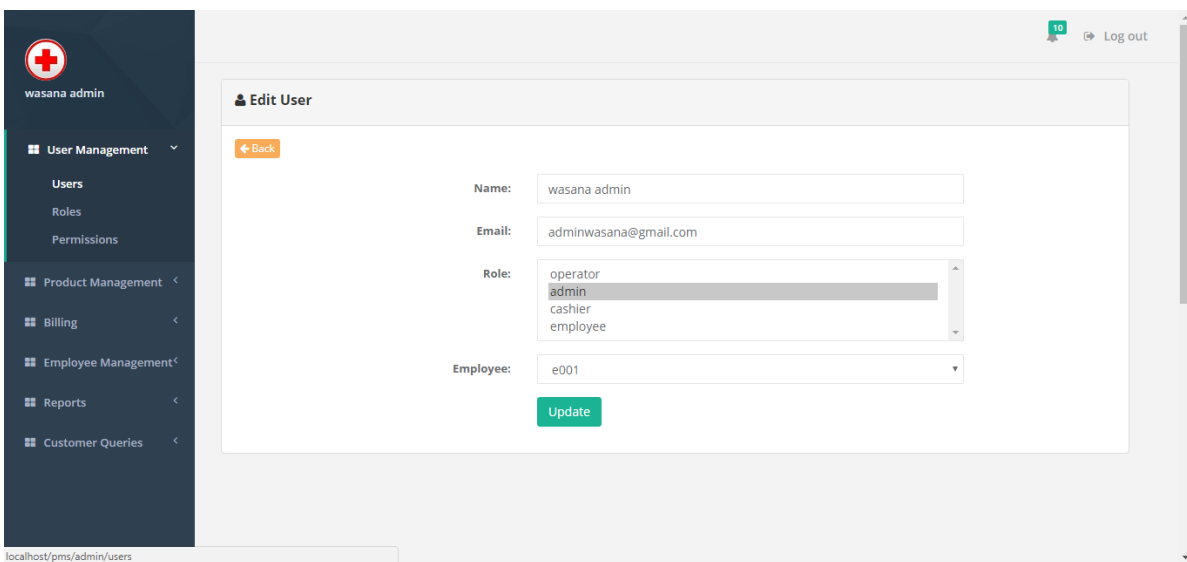 10
Log out
wasana admin
Edit User
Back
User Management
Users
Roles
Permissions
Product Management
Billing
Employee Management
Reports
Customer Queries
Name:
wasana admin
Email:
adminwasana@gmail.com
Role:
operator
admin
cashier
employee
Employee:
e001
Update
localhost/pms/admin/users